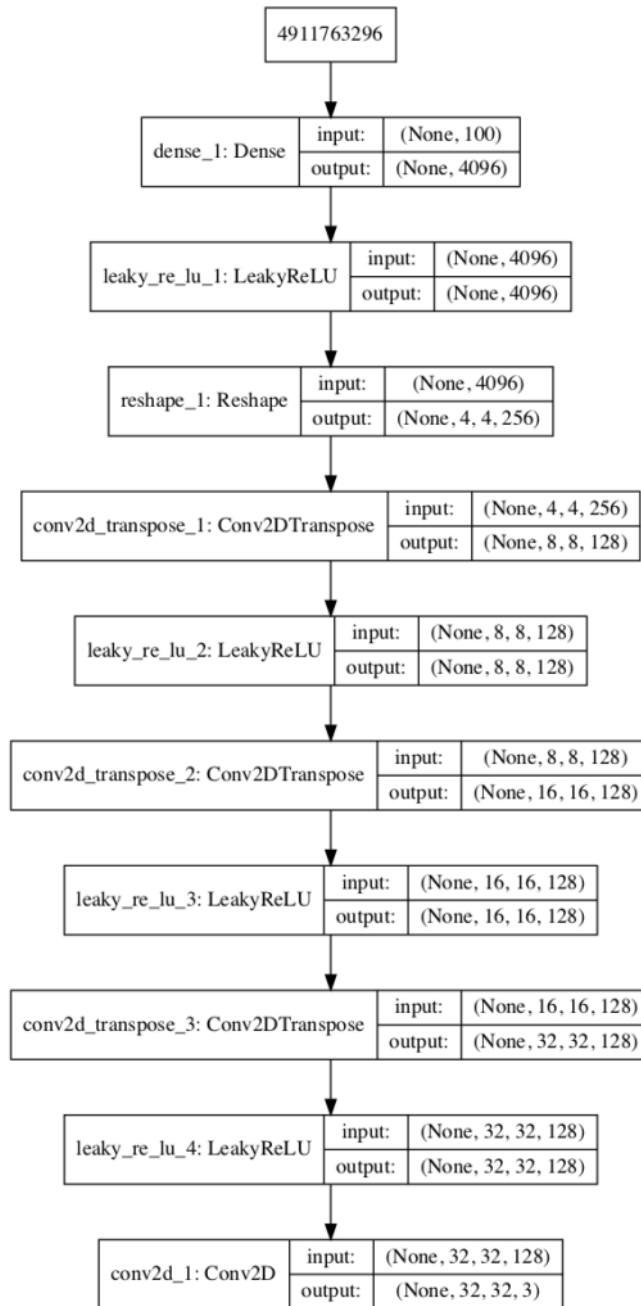 4911763296
dense_1: Dense
input: (None, 100)
output: (None, 4096)
leaky_re_lu_1: LeakyReLU
input: (None, 4096)
output: (None, 4096)
reshape_1: Reshape
input: (None, 4096)
output: (None, 4, 4, 256)
conv2d_transpose_1: Conv2DTranspose
input: (None, 4, 4, 256)
output: (None, 8, 8, 128)
leaky_re_lu_2: LeakyReLU
input: (None, 8, 8, 128)
output: (None, 8, 8, 128)
conv2d_transpose_2: Conv2DTranspose
input: (None, 8, 8, 128)
output: (None, 16, 16, 128)
leaky_re_lu_3: LeakyReLU
input: (None, 16, 16, 128)
output: (None, 16, 16, 128)
conv2d_transpose_3: Conv2DTranspose
input: (None, 16, 16, 128)
output: (None, 32, 32, 128)
leaky_re_lu_4: LeakyReLU
input: (None, 32, 32, 128)
output: (None, 32, 32, 128)
conv2d_1: Conv2D
input: (None, 32, 32, 128)
output: (None, 32, 32, 3)